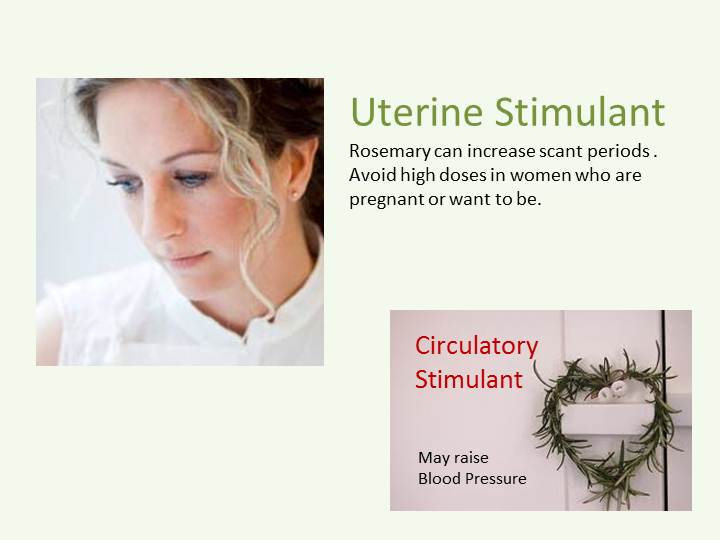 Uterine Stimulant
Rosemary can increase scant periods .
Avoid high doses in women who are
pregnant or want to be.
Circulatory
Stimulant
May raise
Blood Pressure